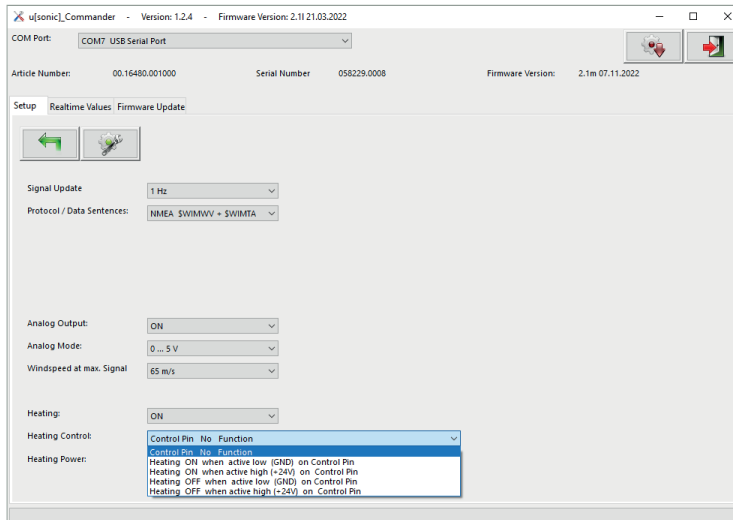 u[sonic]_Commander - Version: 1.2.4 - Firmware Version: 2.1l 21.03.2022
COM Port: COM7 USB Serial Port
Article Number: 00.16480.001000 Serial Number 058229.0008 Firmware Version: 2.1m 07.11.2022
Setup Realtime Values Firmware Update
Signal Update 1 Hz
Protocol / Data Sentences: NMEA $WIMWV + $WIMTA
Analog Output: ON
Analog Mode: 0 ... 5 V
Windspeed at max. Signal 65 m/s
Heating: ON
Heating Control: Control Pin No Function
Control Pin No Function
Heating ON when active low (GND) on Control Pin
Heating Power:
Heating ON when active high (+24V) on Control Pin
Heating OFF when active low (GND) on Control Pin
Heating OFF when active high (+24V) on Control Pin